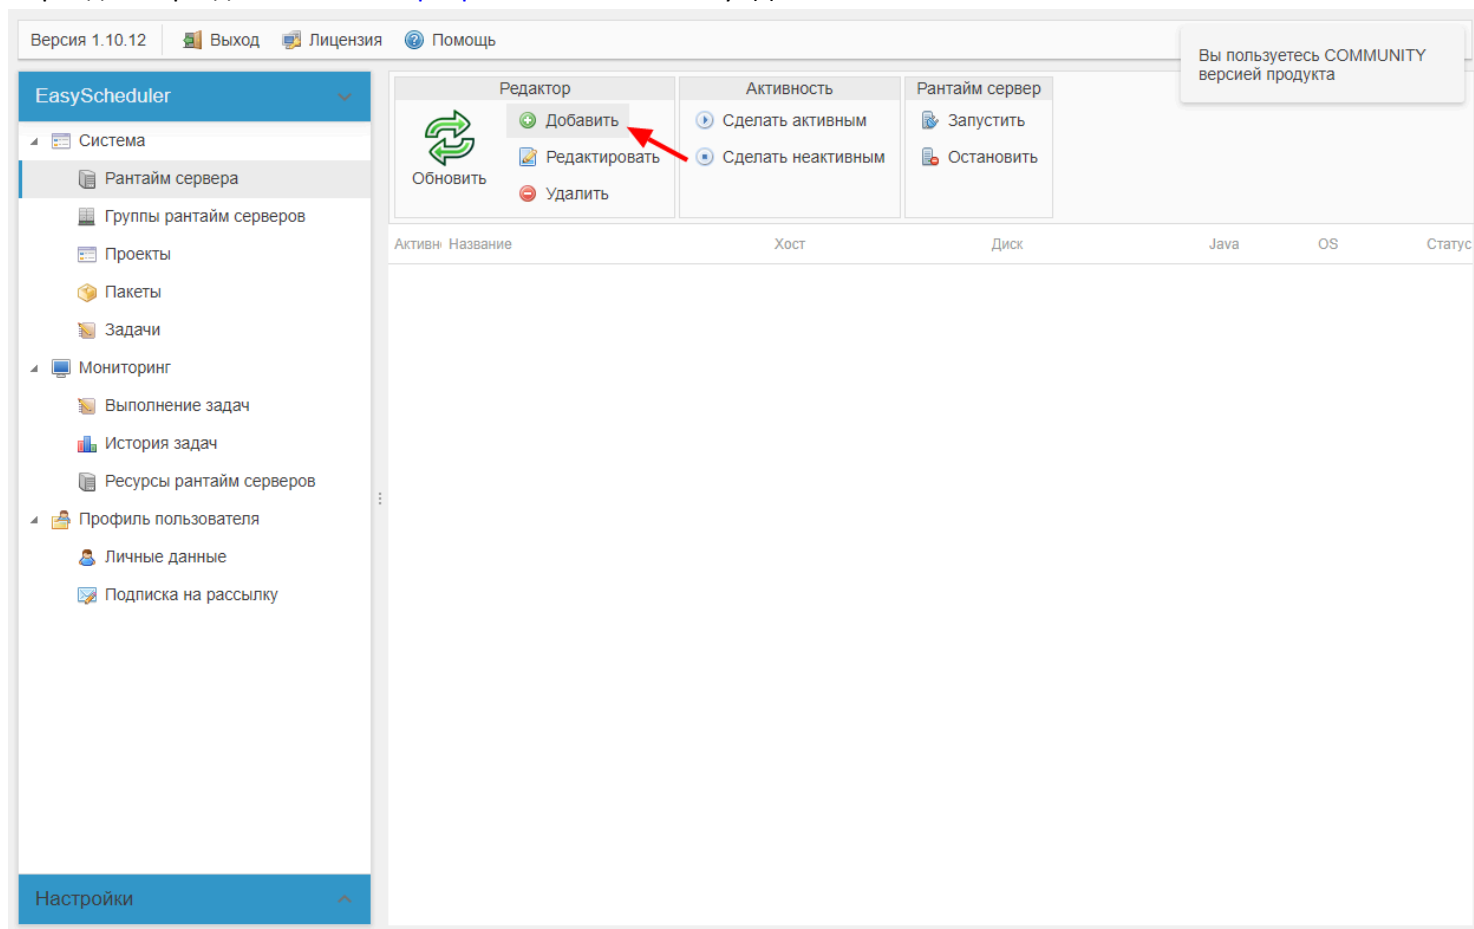 Версия 1.10.12 Выход Лицензия Помощь
Вы пользуетесь COMMUNITY
версией продукта
EasyScheduler
Система
Рантайм сервера
Группы рантайм серверов
Проекты
Пакеты
Задачи
Мониторинг
Выполнение задач
История задач
Ресурсы рантайм серверов
Профиль пользователя
Личные данные
Подписка на рассылку
Настройки
Редактор
Обновить
Добавить
Редактировать
Удалить
Активность
Сделать активным
Сделать неактивным
Рантайм сервер
Запустить
Остановить
Активн Название Хост Диск Java OS Статус